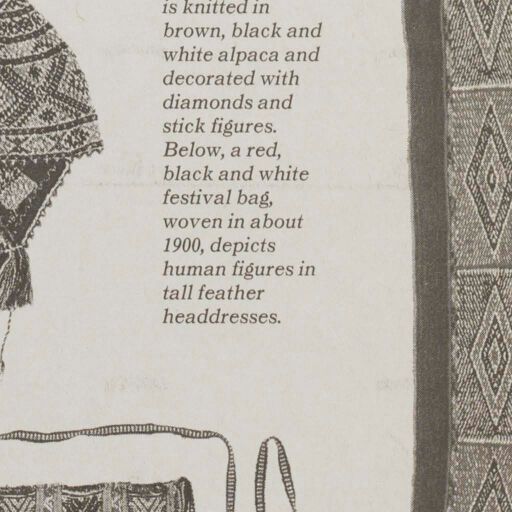 is knitted in
brown, black and
white alpaca and
decorated with
diamonds and
stick figures.
Below, a red,
black and white
festival bag,
woven in about
1900, depicts
human figures in
tall feather
headdresses.